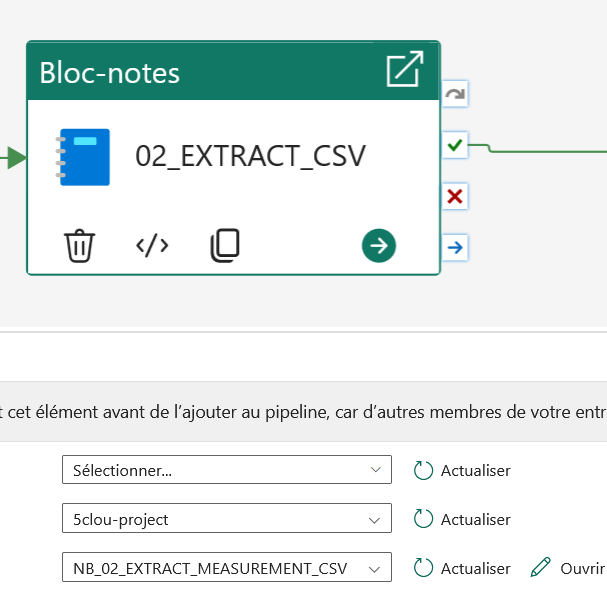 Bloc-notes
02_EXTRACT_CSV
cet élément avant de l'ajouter au pipeline, car d'autres membres de votre
Sélectionner...
Actualiser
5clou-project
Actualiser
NB_02_EXTRACT_MEASUREMENT_CSV
Actualiser
Ouvrir